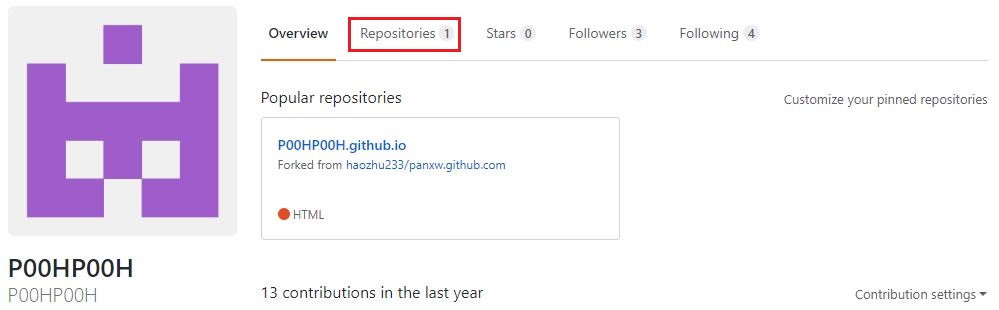 Overview Repositories 1 Stars 0 Followers 3 Following 4
Popular repositories Customize your pinned repositories
P00HP00H.github.io
Forked from haozhu233/panxw.github.com
HTML
P00HP00H
P00HP00H
13 contributions in the last year Contribution settings